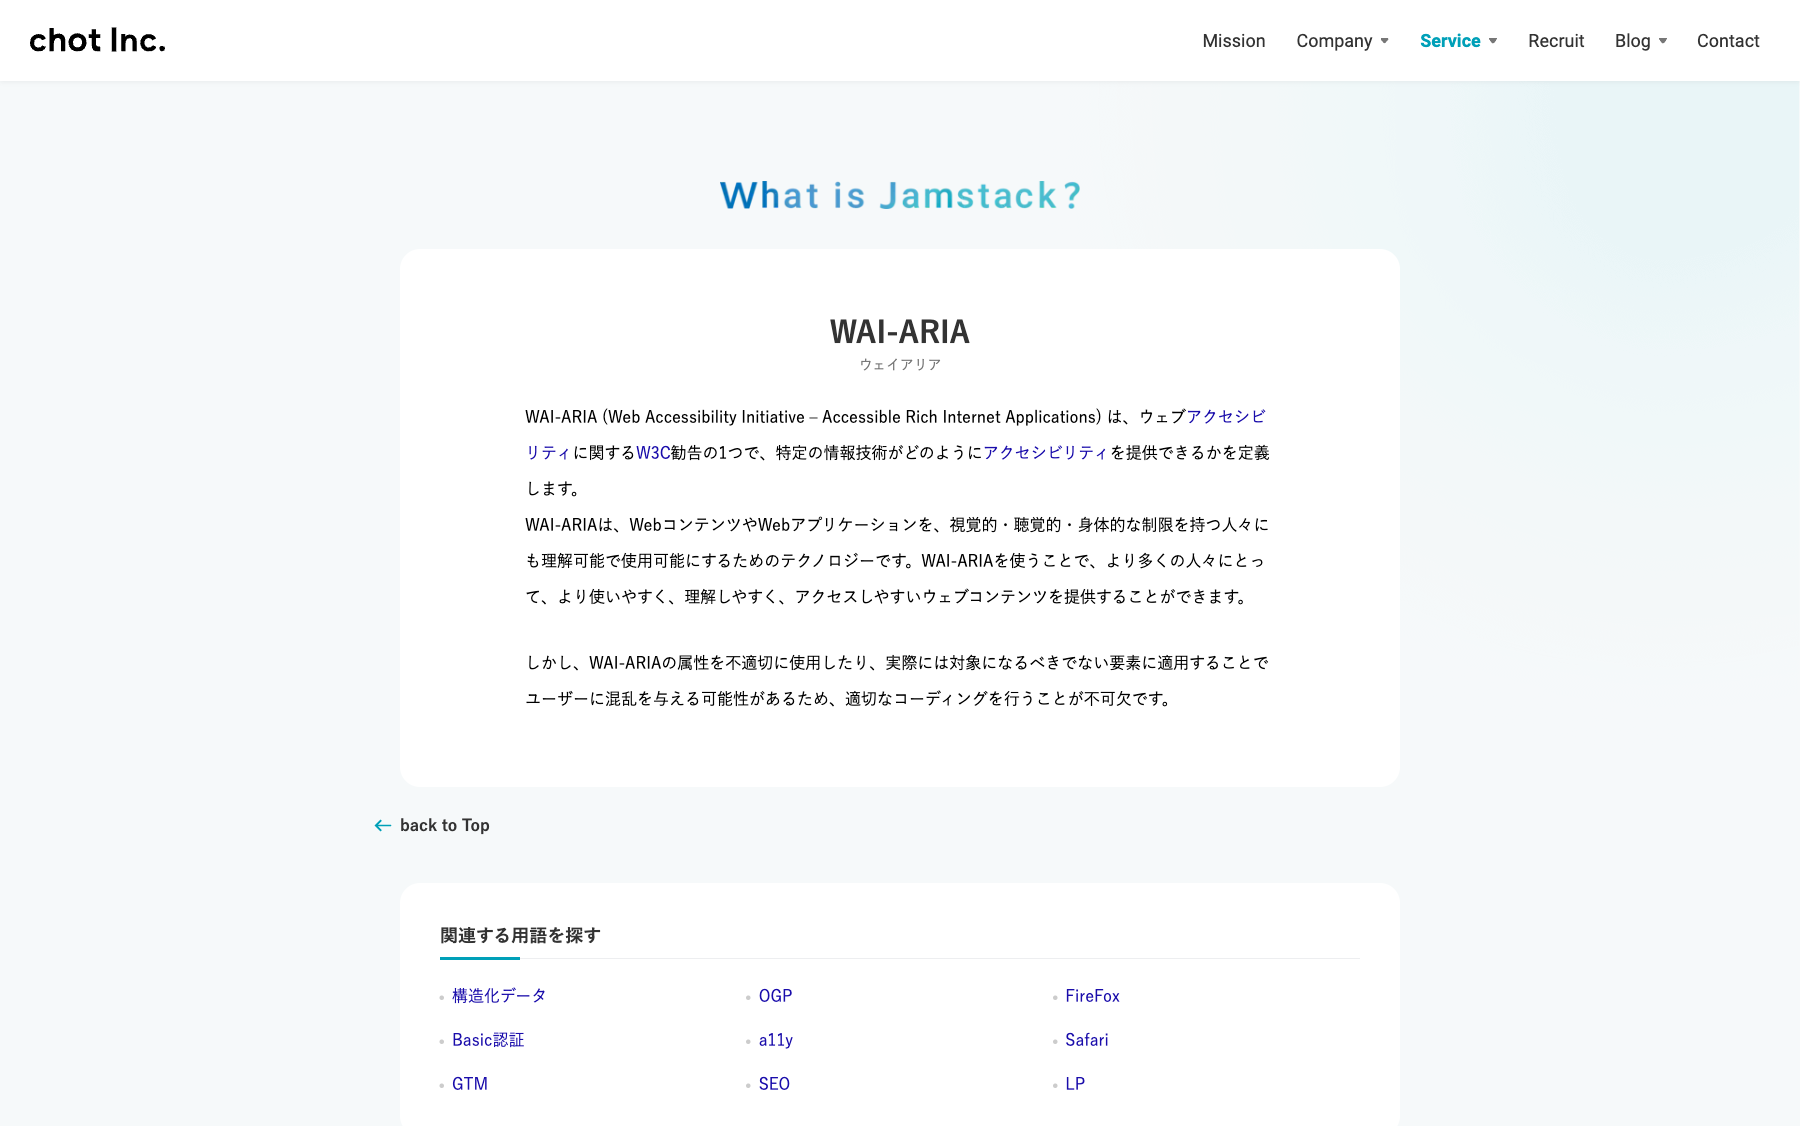 chot Inc.
Mission Company Service Recruit Blog Contact
What is Jamstack?
WAI-ARIA
ウェイアリア
WAI-ARIA (Web Accessibility Initiative – Accessible Rich Internet Applications) は、ウェブアクセシビ
リティに関するW3C勧告の1つで、特定の情報技術がどのようにアクセシビリティを提供できるかを定義
します。
WAI-ARIAは、WebコンテンツやWebアプリケーションを、視覚的・聴覚的・身体的な制限を持つ人々に
も理解可能で使用可能にするためのテクノロジーです。WAI-ARIAを使うことで、より多くの人々にとっ
て、より使いやすく、理解しやすく、アクセスしやすいウェブコンテンツを提供することができます。
しかし、WAI-ARIAの属性を不適切に使用したり、実際には対象になるべきでない要素に適用することで
ユーザーに混乱を与える可能性があるため、適切なコーディングを行うことが不可欠です。
back to Top
関連する用語を探す
構造化データ OGP FireFox
Basic認証 a11y Safari
GTM SEO LP